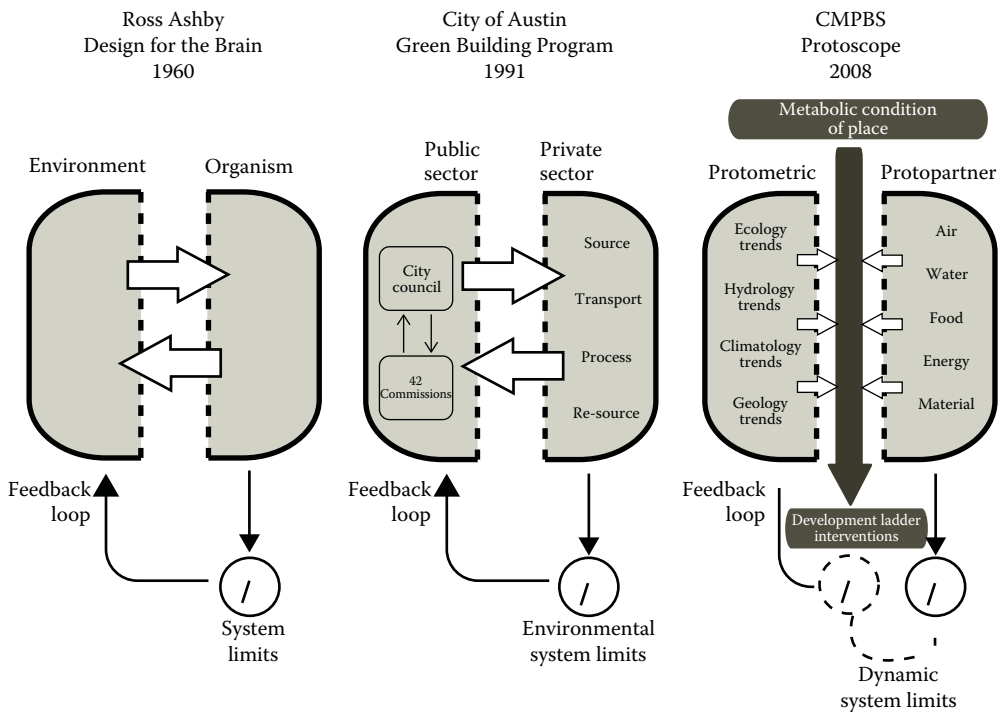 Ross Ashby
Design for the Brain
1960
Environment
Organism
Feedback
loop
System
limits
City of Austin
Green Building Program
1991
Public
sector
Private
sector
City
council
42
Commissions
Source
Transport
Process
Re-source
Feedback
loop
Environmental
system limits
CMPBS
Protoscope
2008
Metabolic condition
of place
Protometric
Protopartner
Ecology
trends
Hydrology
trends
Climatology
trends
Geology
trends
Air
Water
Food
Energy
Material
Feedback
loop
Development ladder
interventions
Dynamic
system limits